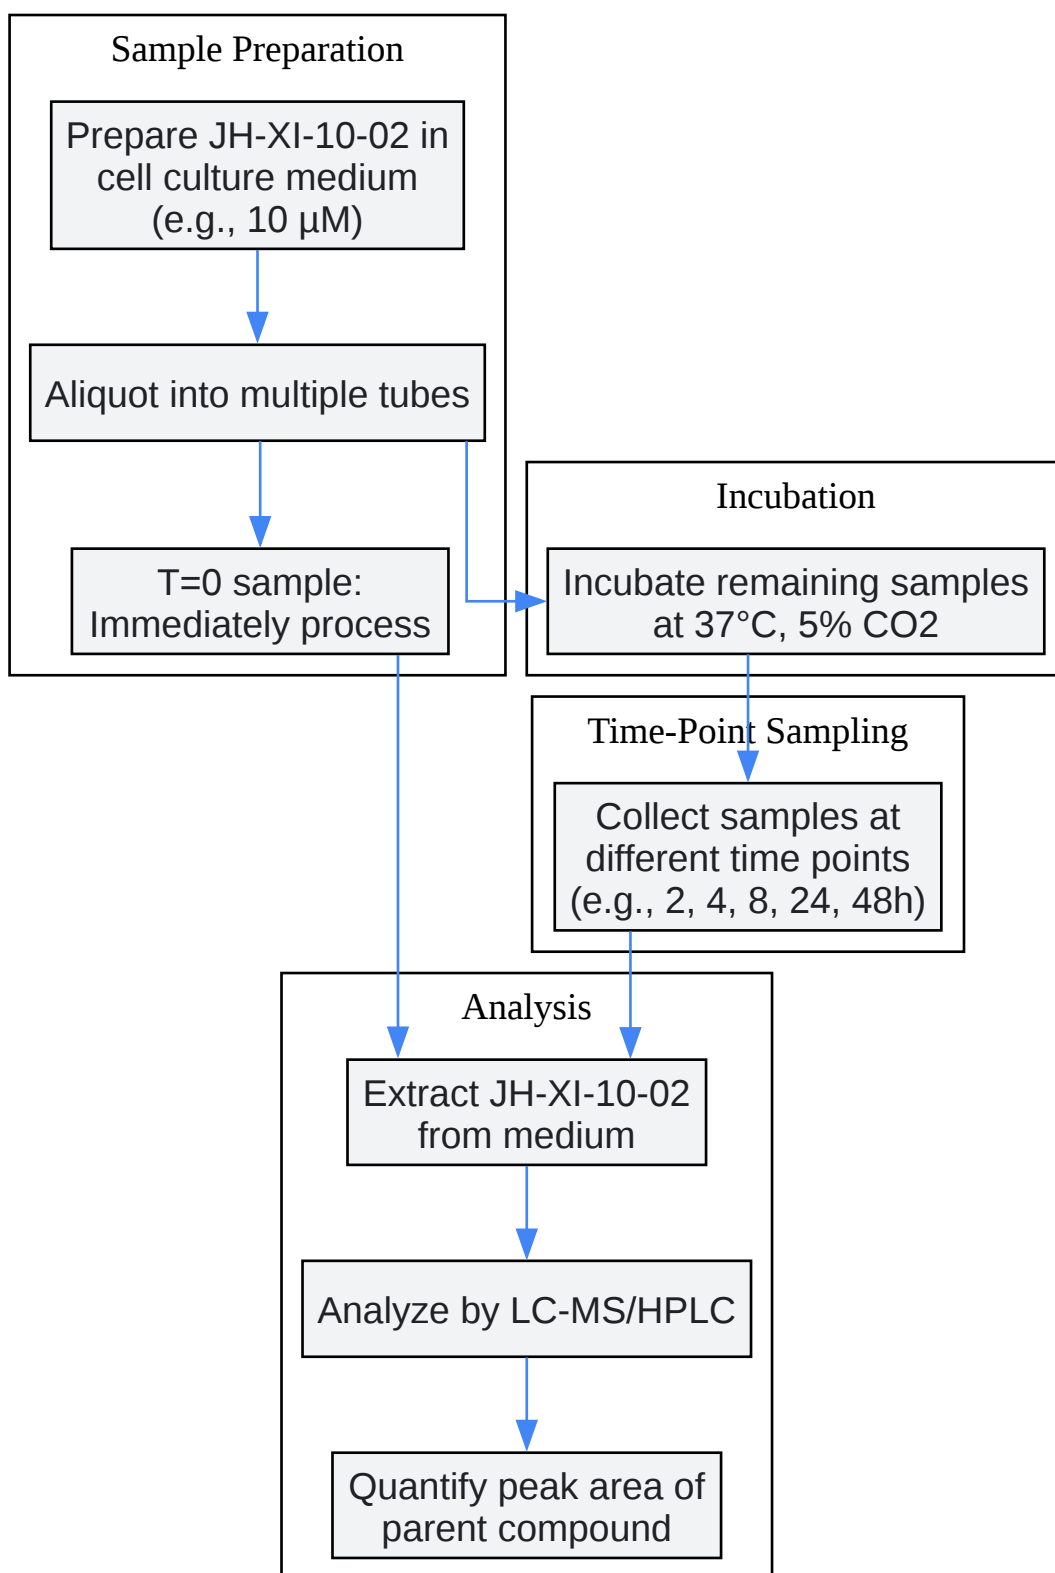 Sample Preparation
Prepare JH-XI-10-02 in
cell culture medium
(e.g., 10 µM)
Aliquot into multiple tubes
T=0 sample:
Immediately process
Incubation
Incubate remaining samples
at 37°C, 5% CO2
Time-Point Sampling
Collect samples at
different time points
(e.g., 2, 4, 8, 24, 48h)
Analysis
Extract JH-XI-10-02
from medium
Analyze by LC-MS/HPLC
Quantify peak area of
parent compound